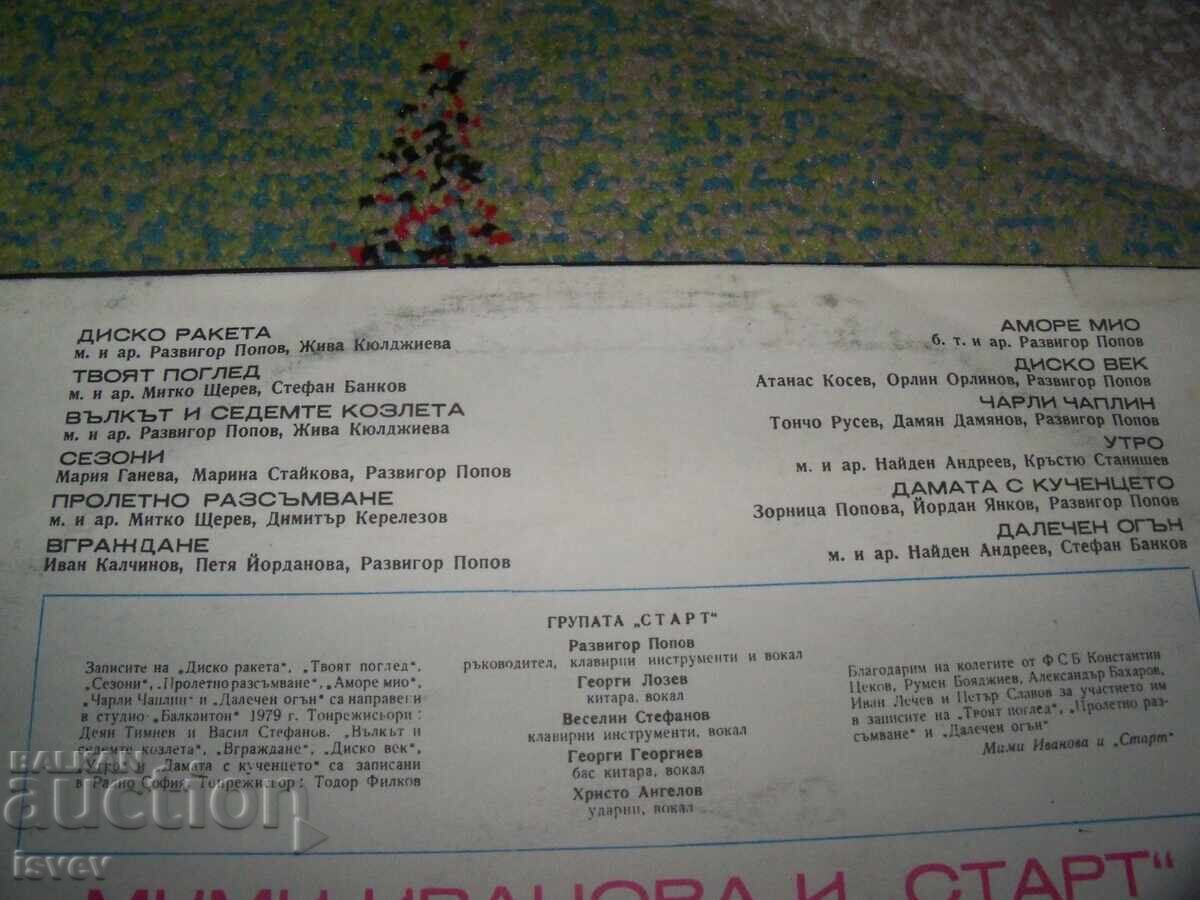 ДИСКО РАКЕТА
м. и ар. Развигор Попов, Жива Кюлджиева
ТВОЯТ ПОГЛЕД
м. и ар. Митко Щерев, Стефан Банков
ВЪЛКЪТ И СЕДЕМТЕ КОЗЛЕТА
м. и ар. Развигор Попов, Жива Кюлджиева
СЕЗОНИ
Мария Ганева, Марина Стайкова, Развигор Попов
ПРОЛЕТНО РАЗСЪМВАНЕ
м. и ар. Митко Щерев, Димитър Керелезов
ВГРАЖДАНЕ
Иван Калчинов, Петя Йорданова, Развигор Попов
АМОРЕ МИО
б. т. и ар. Развигор Попов
ДИСКО ВЕК
Атанас Косев, Орлин Орлинов, Развигор Попов
ЧАРЛИ ЧАПЛИН
Тончо Русев, Дамян Дамянов, Развигор Попов
УТРО
м. и ар. Найден Андреев, Кръстю Станишев
ДАМАТА С КУЧЕНЦЕТО
Зорница Попова, Йордан Янков, Развигор Попов
ДАЛЕЧЕН ОГЪН
м. и ар. Найден Андреев, Стефан Банков
Записите на „Диско ракета“, „Твоят поглед“,
„Сезони“, „Пролетно разсъмване“, „Аморе мио“,
„Чарли Чаплин“ и „Далечен огън“ са направени
в студио „Балкантон“ 1979 г. Тонрежисьори:
Деян Тимнев и Васил Стефанов. „Вълкът и
седемте козлета“, „Вграждане“, „Диско век“,
„Утро“ и „Дамата с кученцето“ са записани
в Радио София. Тонрежисьор: Тодор Филков
ГРУПАТА „СТАРТ“
Развигор Попов
ръководител, клавирни инструменти и вокал
Георги Лозев
китара, вокал
Веселин Стефанов
клавирни инструменти, вокал
Георги Георгиев
бас китара, вокал
Христо Ангелов
ударни, вокал
Благодарим на колегите от ФСБ Константин
Цеков, Румен Бояджиев, Александър Бахаров,
Иван Лечев и Петър Славов за участието им
в записите на „Твоят поглед“, „Пролетно раз-
съмване“ и „Далечен огън“
Мими Иванова и „Старт“
МИМИ ИВАНОВА И „СТАРТ“
BALKAN
auction
isvev